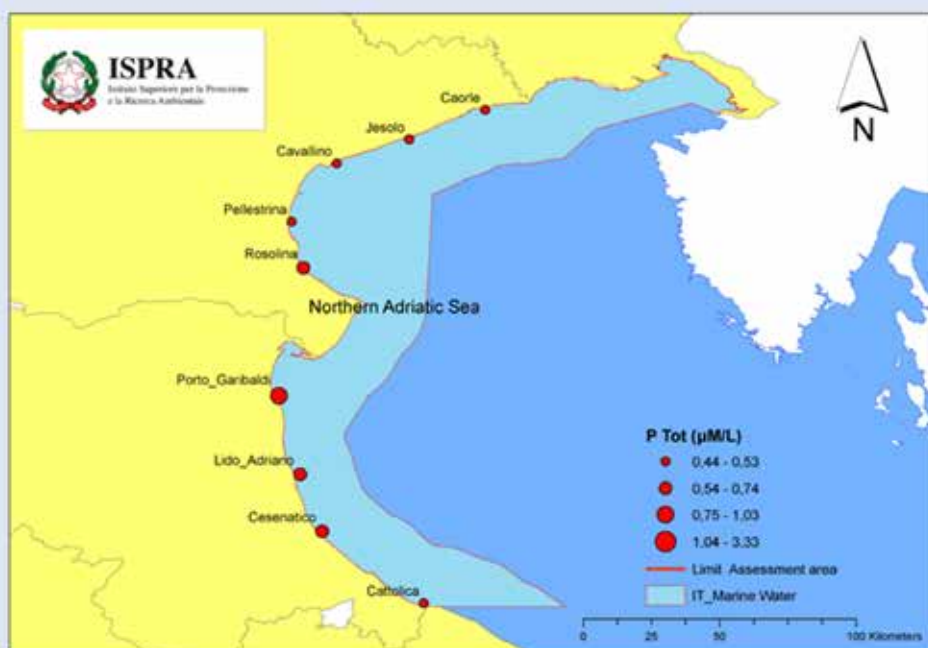 ISPRA
Istituto Superiore per la Protezione
e la Ricerca Ambientale
N
Caorle
Jesolo
Cavallino
Pellestrina
Rosolina
Northern Adriatic Sea
Porto_Garibaldi
Lido_Adriano
Cesenatico
Cattolica
P Tot (µM/L)
0,44 - 0,53
0,54 - 0,74
0,75 - 1,03
1,04 - 3,33
Limit Assessment area
IT_Marine Water
0 25 50 100 Kilometers